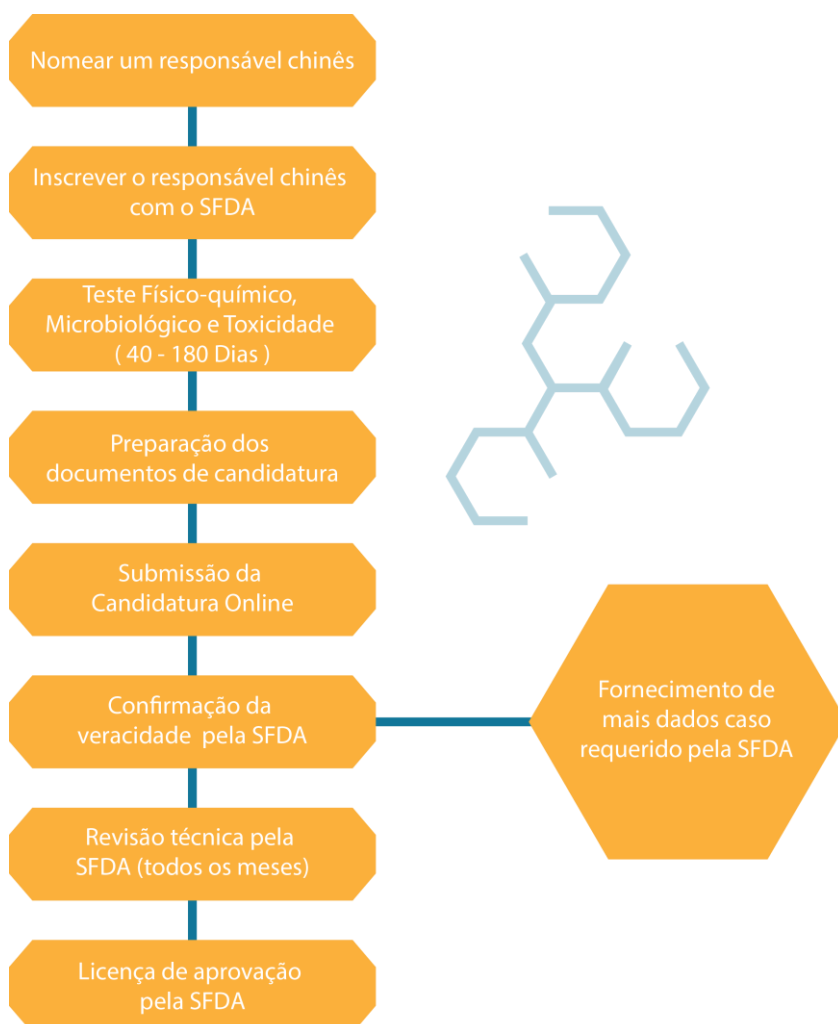 Nomear um responsável chinês
Inscrever o responsável chinês
com o SFDA
Teste Físico-químico,
Microbiológico e Toxicidade
( 40 - 180 Dias )
Preparação dos
documentos de candidatura
Submissão da
Candidatura Online
Confirmação da
veracidade pela SFDA
Fornecimento de
mais dados caso
requerido pela SFDA
Revisão técnica pela
SFDA (todos os meses)
Licença de aprovação
pela SFDA